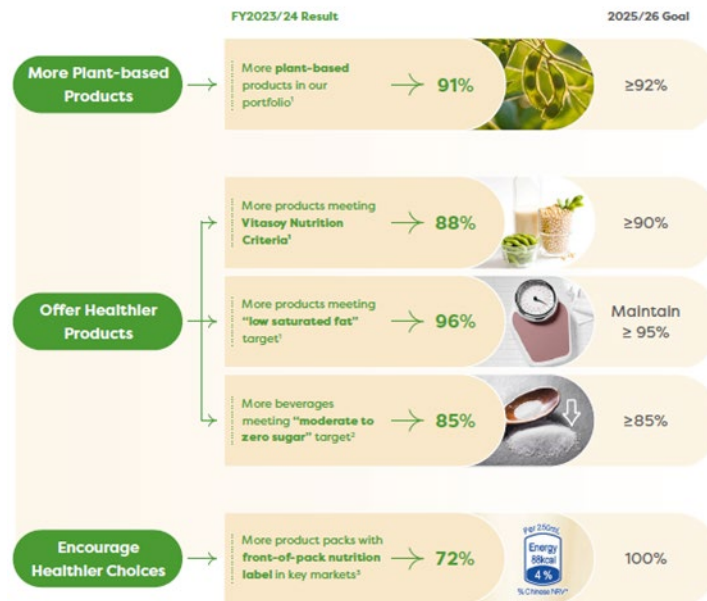 FY2023/24 Result
2025/26 Goal
More Plant-based
Products
More plant-based
products in our
portfolio¹
91%
≥92%
Offer Healthier
Products
More products meeting
Vitasoy Nutrition
Criteria¹
88%
≥90%
More products meeting
"low saturated fat"
target¹
96%
Maintain
≥ 95%
More beverages
meeting "moderate to
zero sugar" target²
85%
≥85%
Encourage
Healthier Choices
More product packs with
front-of-pack nutrition
label in key markets³
72%
Per 250mL
Energy
88kcal
4%
% Chinese NRV*
100%